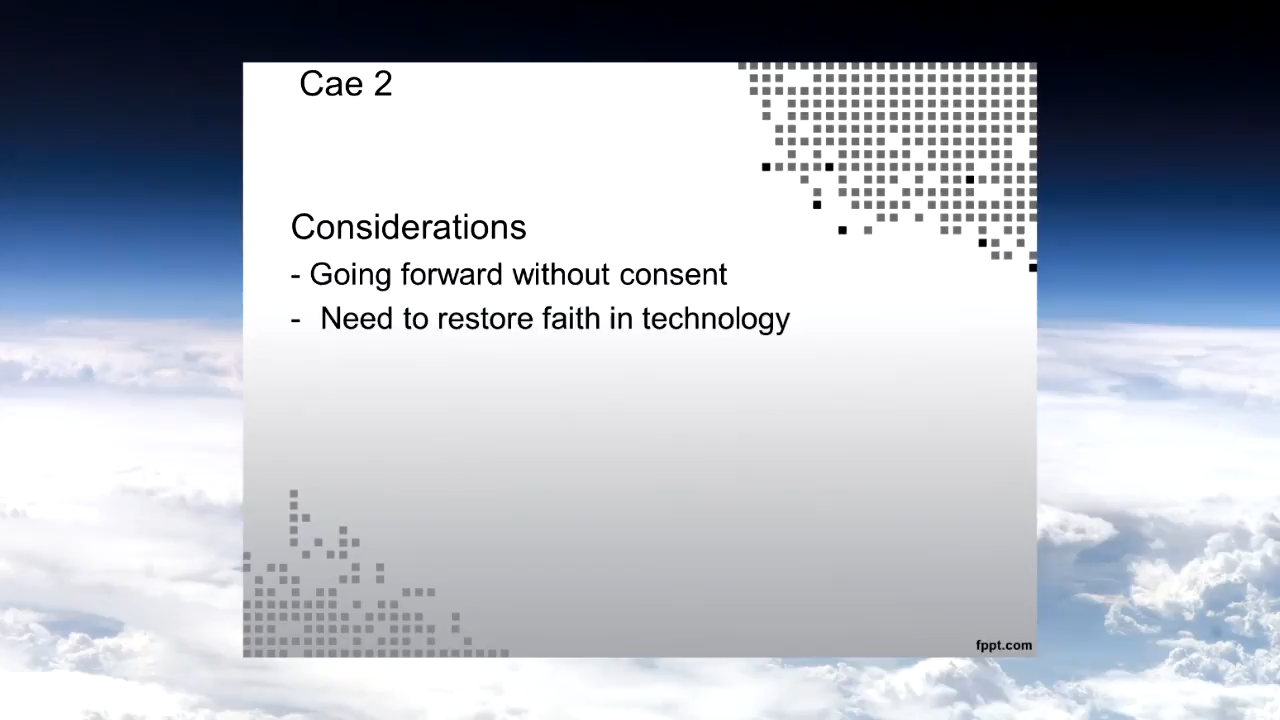 Cae 2
Considerations
- Going forward without consent
- Need to restore faith in technology
fppt.com